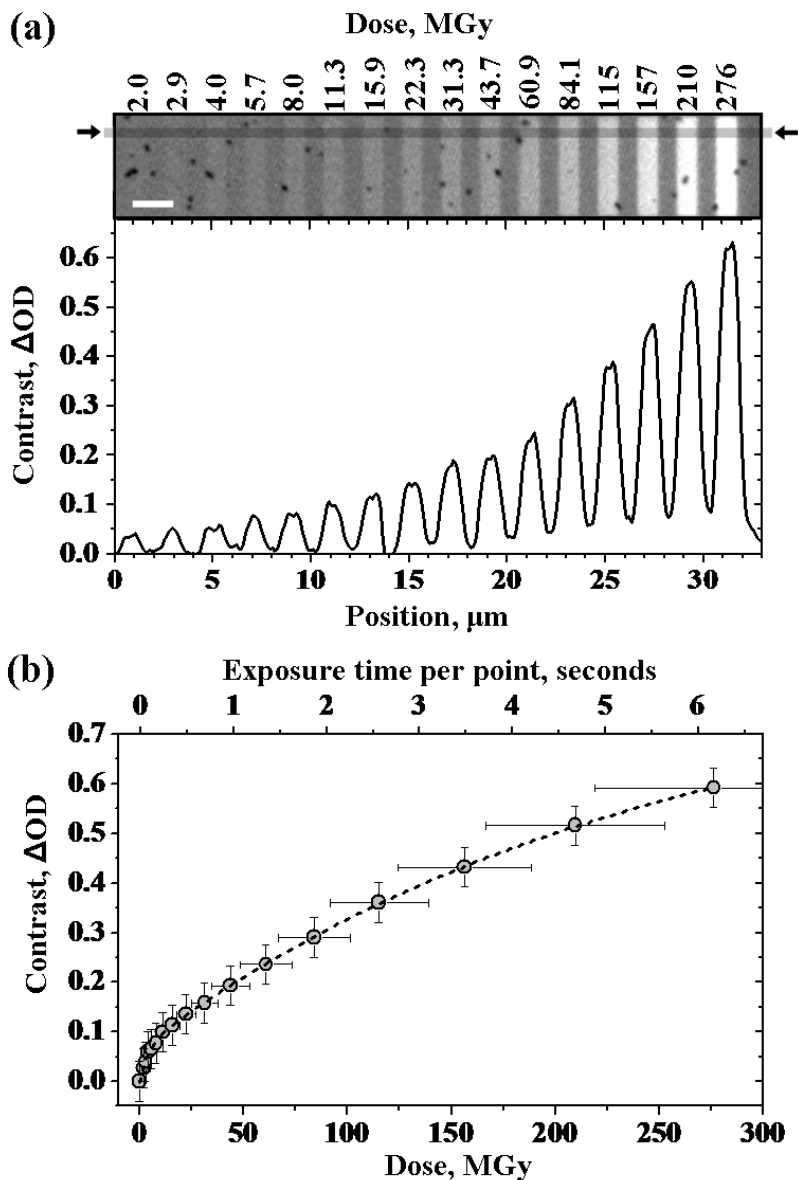 (a)
Dose, MGy
2.0 2.9 4.0 5.7 8.0 11.3 15.9 22.3 31.3 43.7 60.9 84.1 115 157 210 276
0.6
0.5
0.4
0.3
0.2
0.1
0.0
Contrast, ΔOD
0 5 10 15 20 25 30
Position, μm
(b)
Exposure time per point, seconds
0 1 2 3 4 5 6
0.7
0.6
0.5
0.4
0.3
0.2
0.1
0.0
Contrast, ΔOD
0 50 100 150 200 250 300
Dose, MGy